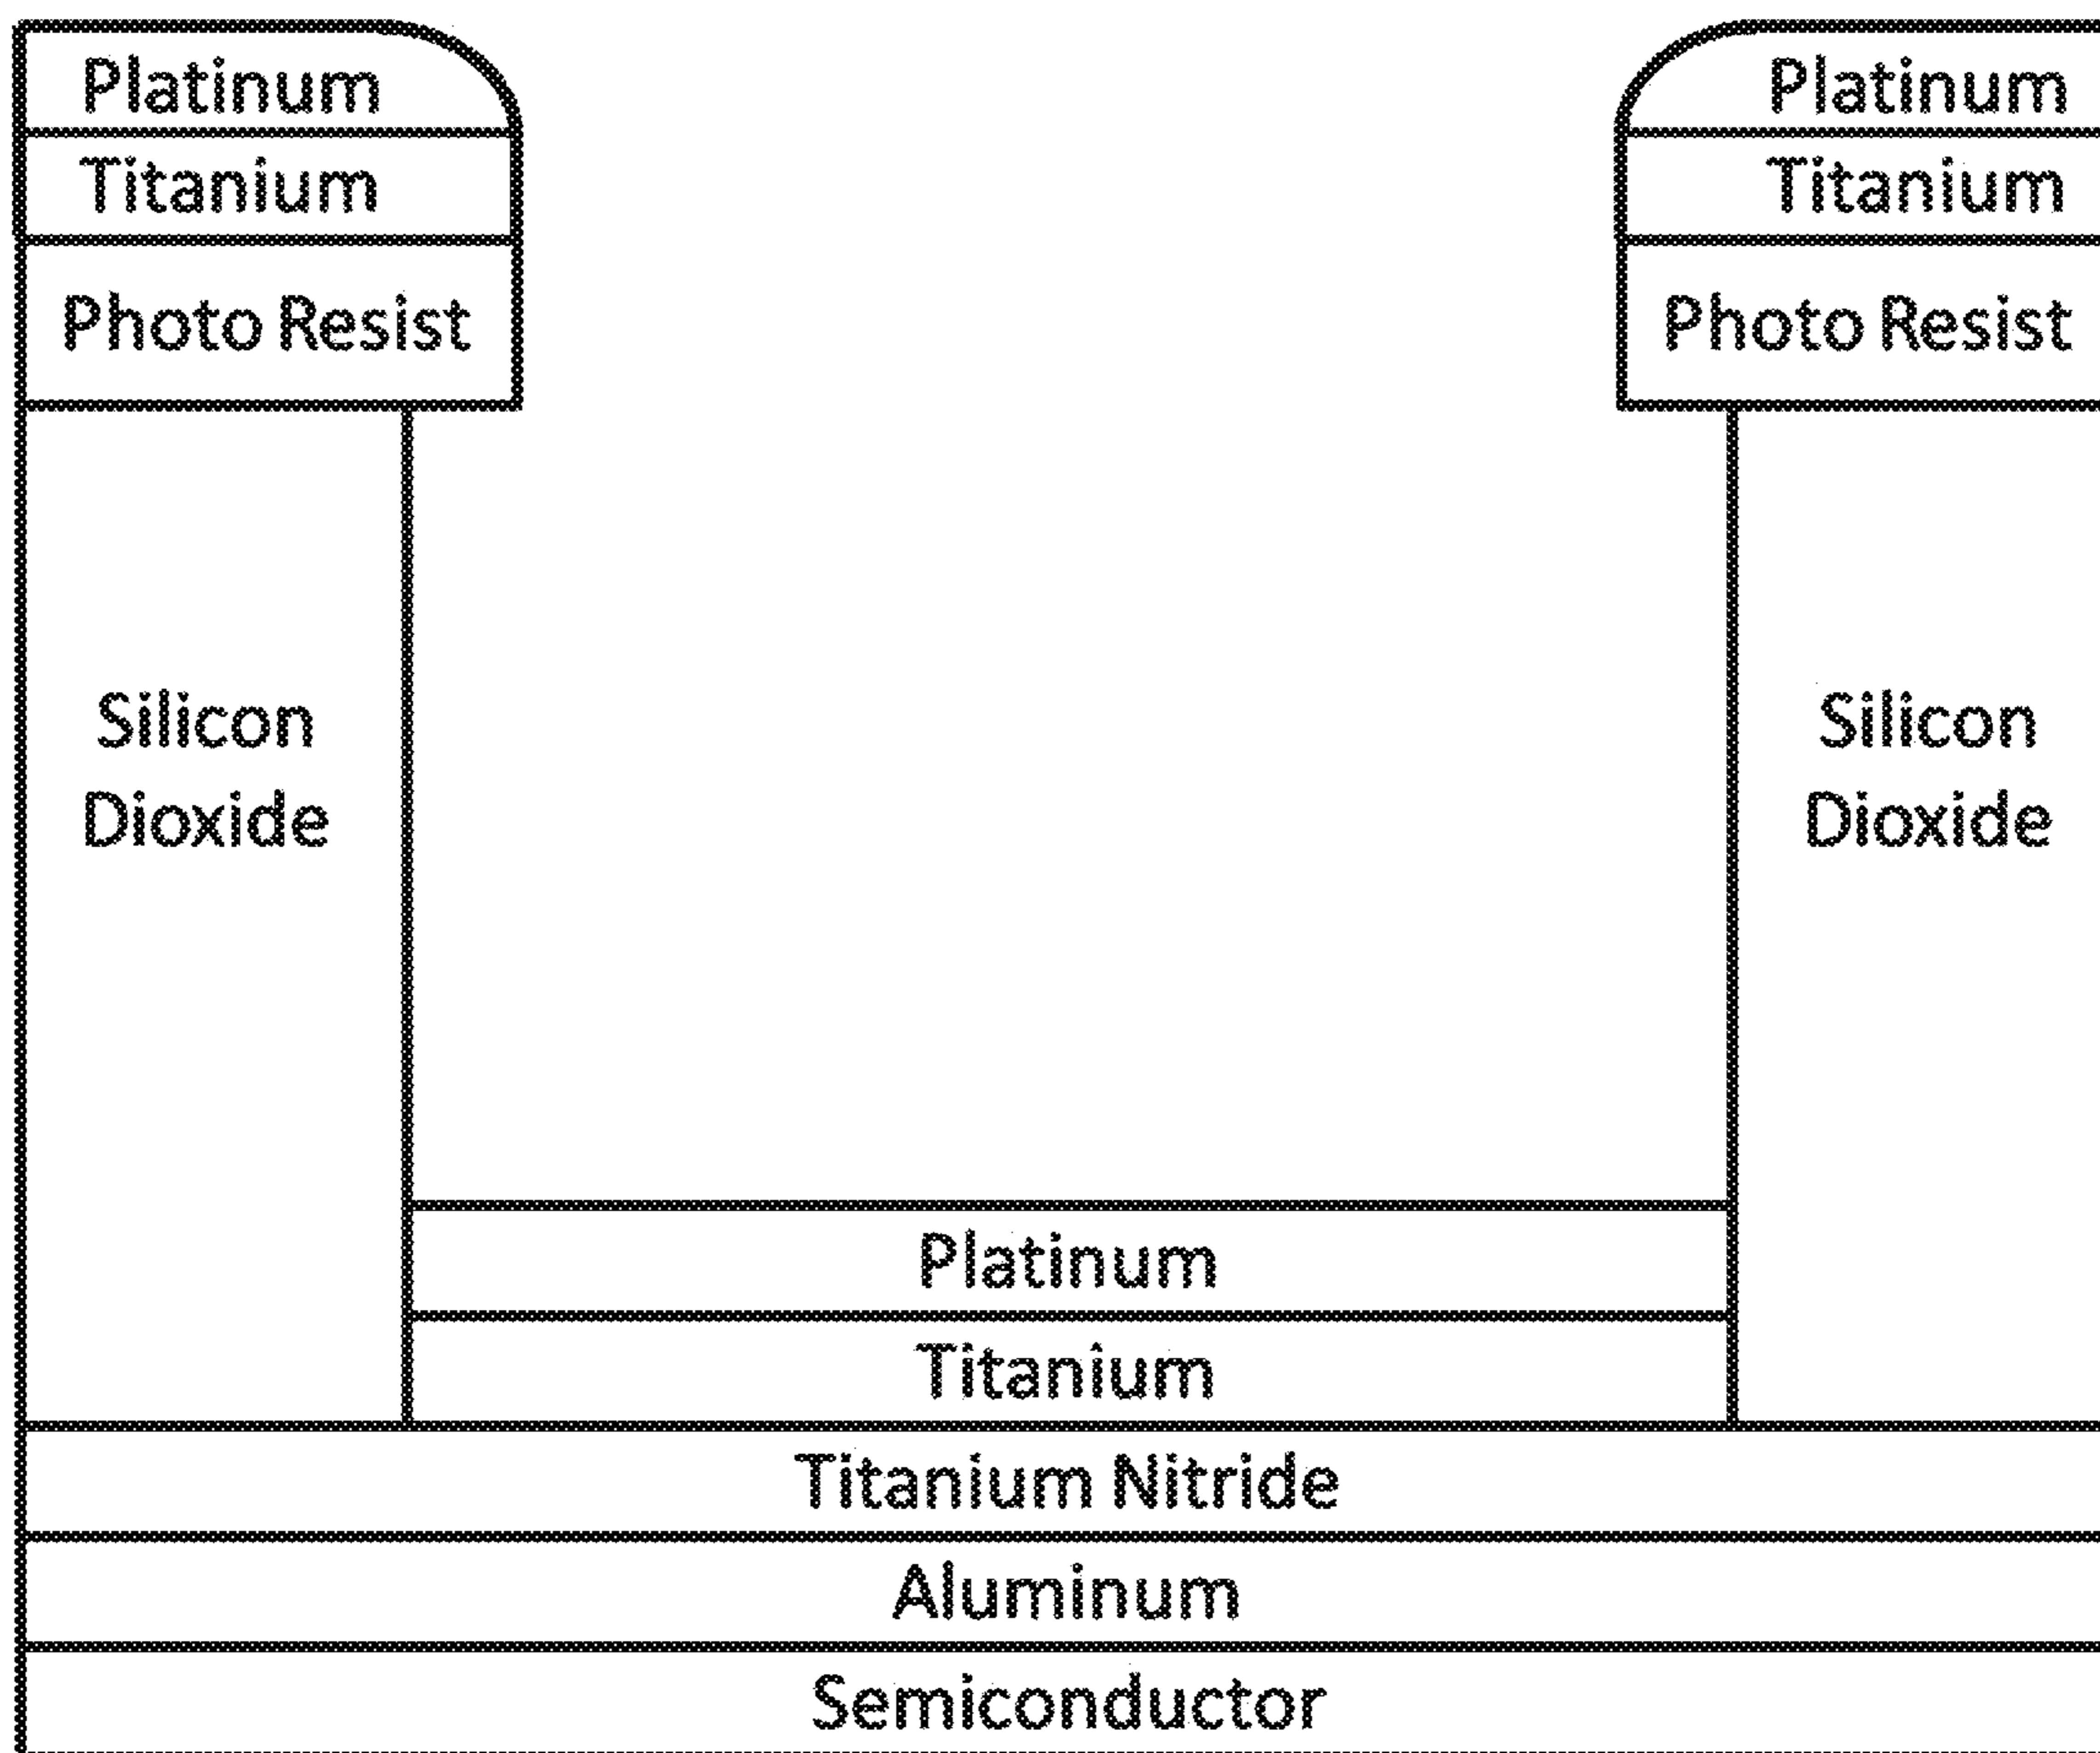 Platinum
Titanium
Photo Resist
Silicon
Dioxide
Platinum
Titanium
Photo Resist
Silicon
Dioxide
Platinum
Titanium
Titanium Nitride
Aluminum
Semiconductor